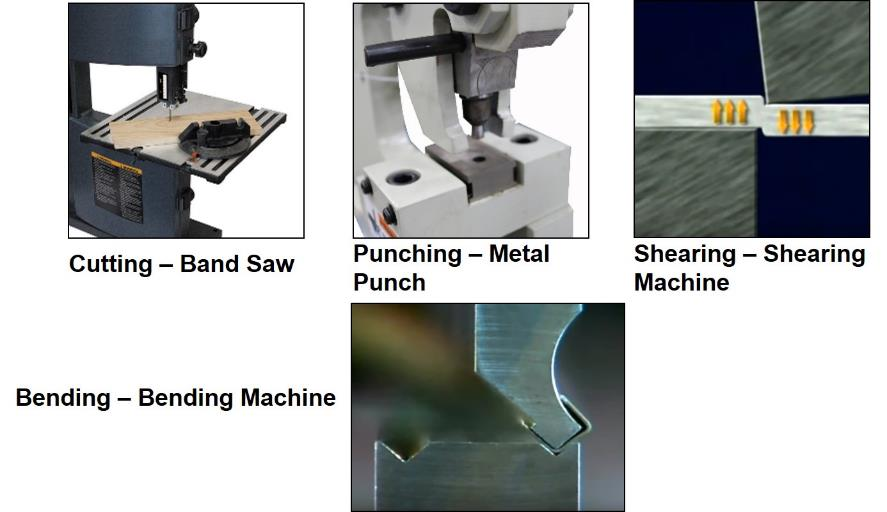 Cutting – Band Saw
Punching – Metal
Punch
Shearing – Shearing
Machine
Bending – Bending Machine